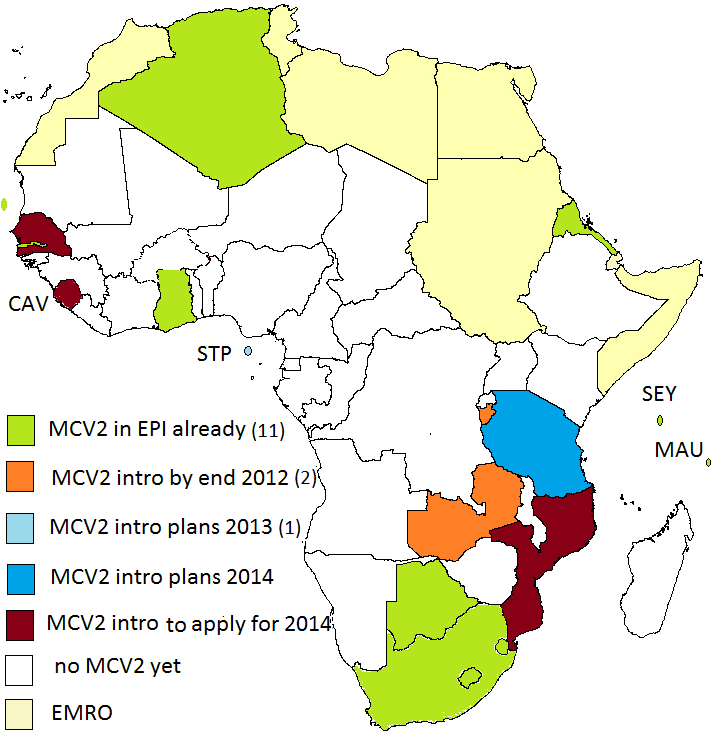 CAV
STP
SEY
MAU
MCV2 in EPI already (11)
MCV2 intro by end 2012 (2)
MCV2 intro plans 2013 (1)
MCV2 intro plans 2014
MCV2 intro to apply for 2014
no MCV2 yet
EMRO